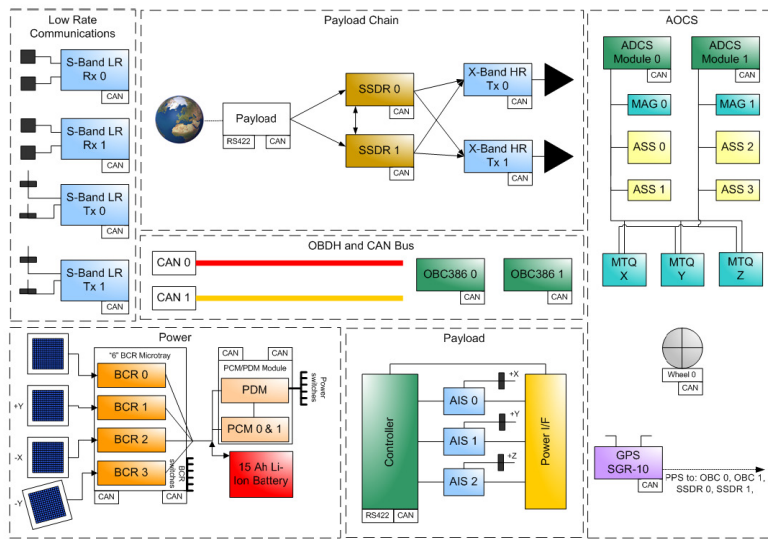 Low Rate
Communications
S-Band LR
Rx 0
CAN
S-Band LR
Rx 1
CAN
S-Band LR
Tx 0
CAN
S-Band LR
Tx 1
CAN
Payload Chain
Payload
RS422
CAN
SSDR 0
CAN
SSDR 1
CAN
X-Band HR
Tx 0
CAN
X-Band HR
Tx 1
CAN
OBDH and CAN Bus
CAN 0
CAN 1
OBC386 0
CAN
OBC386 1
CAN
AOCS
ADCS
Module 0
CAN
ADCS
Module 1
CAN
MAG 0
MAG 1
ASS 0
ASS 2
ASS 1
ASS 3
MTQ
X
MTQ
Y
MTQ
Z
Wheel 0
CAN
GPS
SGR-10
CAN
PPS to: OBC 0, OBC 1,
SSDR 0, SSDR 1,
Power
+Y
-X
-Y
"6" BCR Microtray
BCR 0
BCR 1
BCR 2
BCR 3
BCR
switches
CAN
CAN
CAN
CAN
PCM/PDM Module
PDM
PCM 0 & 1
Power
switches
15 Ah Li-
Ion Battery
Payload
Controller
RS422
CAN
AIS 0
+X
AIS 1
+Y
AIS 2
+Z
Power I/F